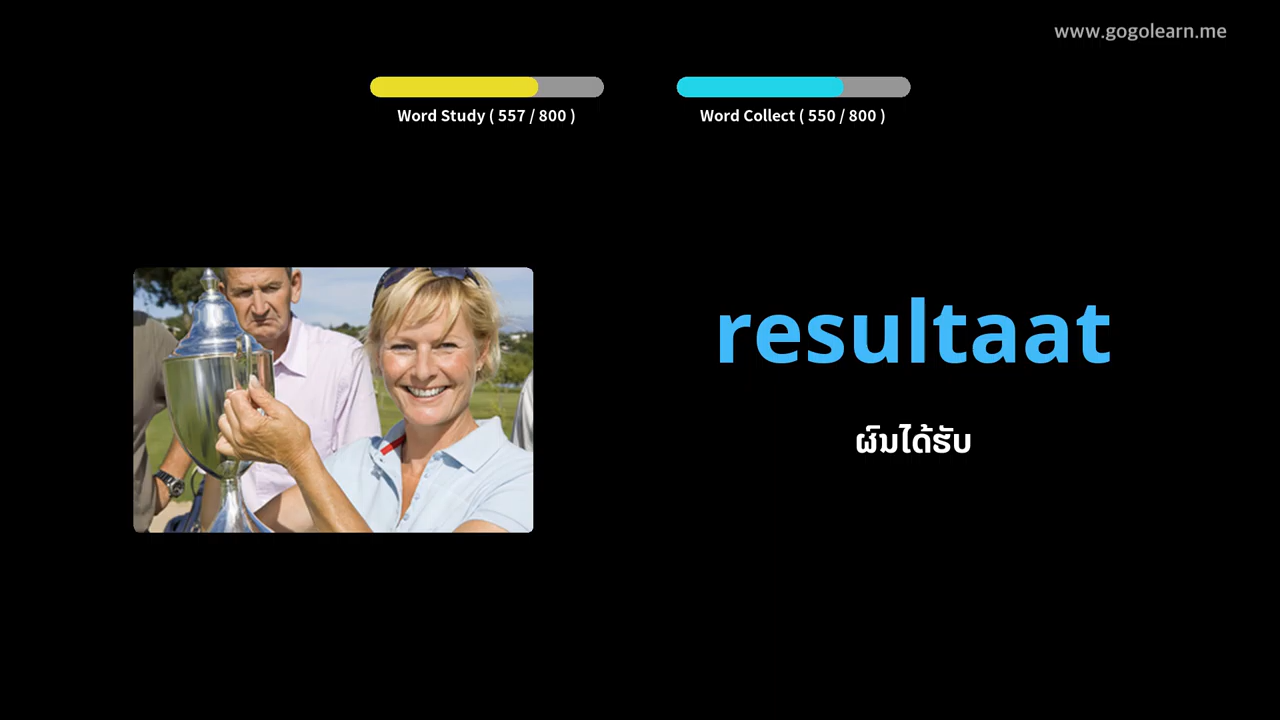 www.gogolearn.me
Word Study ( 557 / 800 )
Word Collect ( 550 / 800 )
resultaat
ຜົນໄດ້ຮັບ